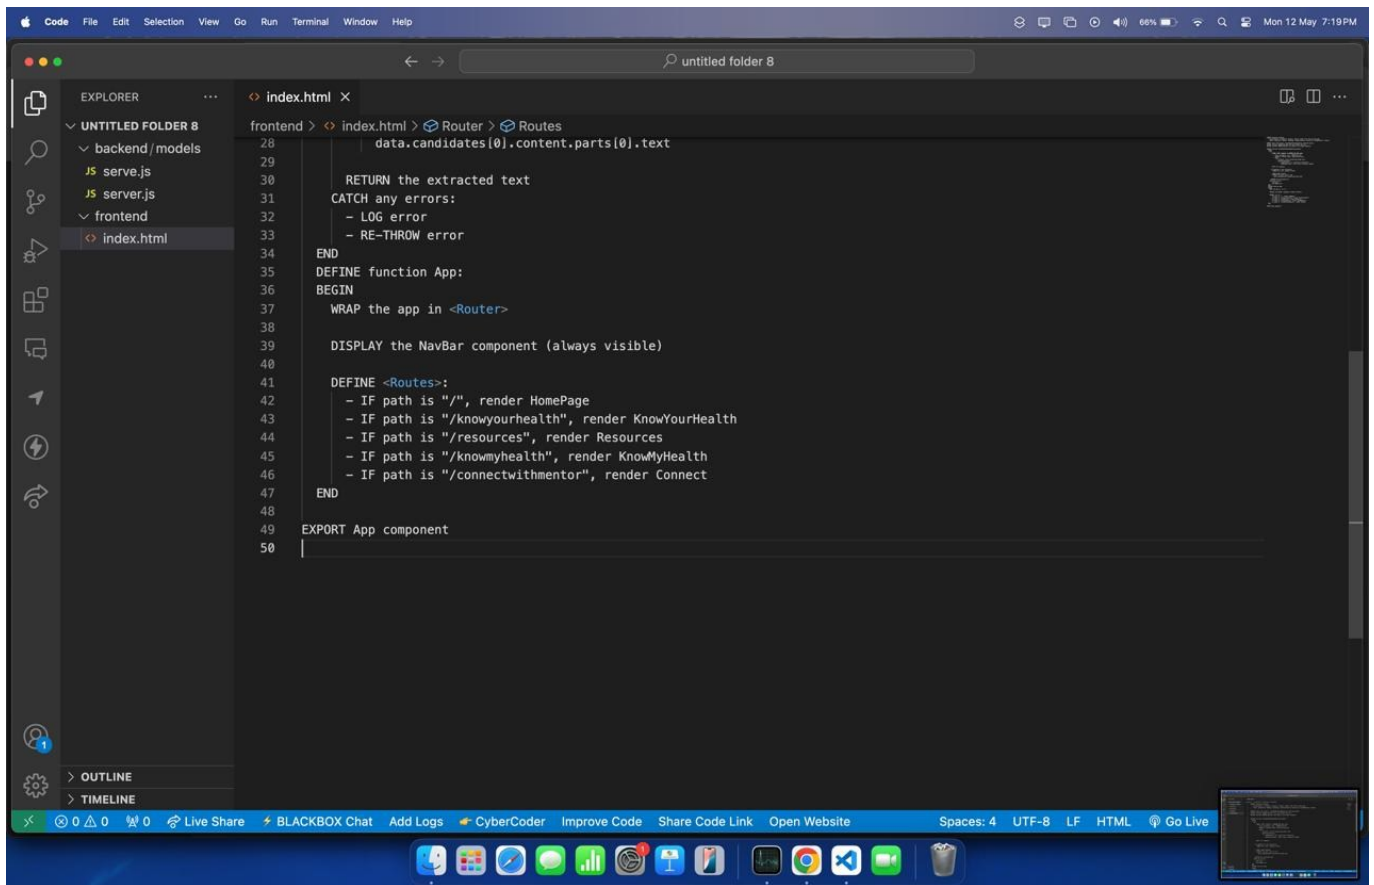 Code File Edit Selection View Go Run Terminal Window Help 66% Mon 12 May 7:19 PM
untitled folder 8
EXPLORER
index.html
UNTITLED FOLDER 8
frontend > index.html > Router > Routes
backend/models
JS serve.js
JS server.js
frontend
index.html
28 data.candidates[0].content.parts[0].text
29
30 RETURN the extracted text
31 CATCH any errors:
32 - LOG error
33 - RE-THROW error
34 END
35 DEFINE function App:
36 BEGIN
37 WRAP the app in <Router>
38
39 DISPLAY the NavBar component (always visible)
40
41 DEFINE <Routes>:
42 - IF path is "/", render HomePage
43 - IF path is "/knowyourhealth", render KnowYourHealth
44 - IF path is "/resources", render Resources
45 - IF path is "/knowmyhealth", render KnowMyHealth
46 - IF path is "/connectwithmentor", render Connect
47 END
48
49 EXPORT App component
50
1
OUTLINE
TIMELINE
0 0 0 Live Share BLACKBOX Chat Add Logs CyberCoder Improve Code Share Code Link Open Website Spaces: 4 UTF-8 LF HTML Go Live
1